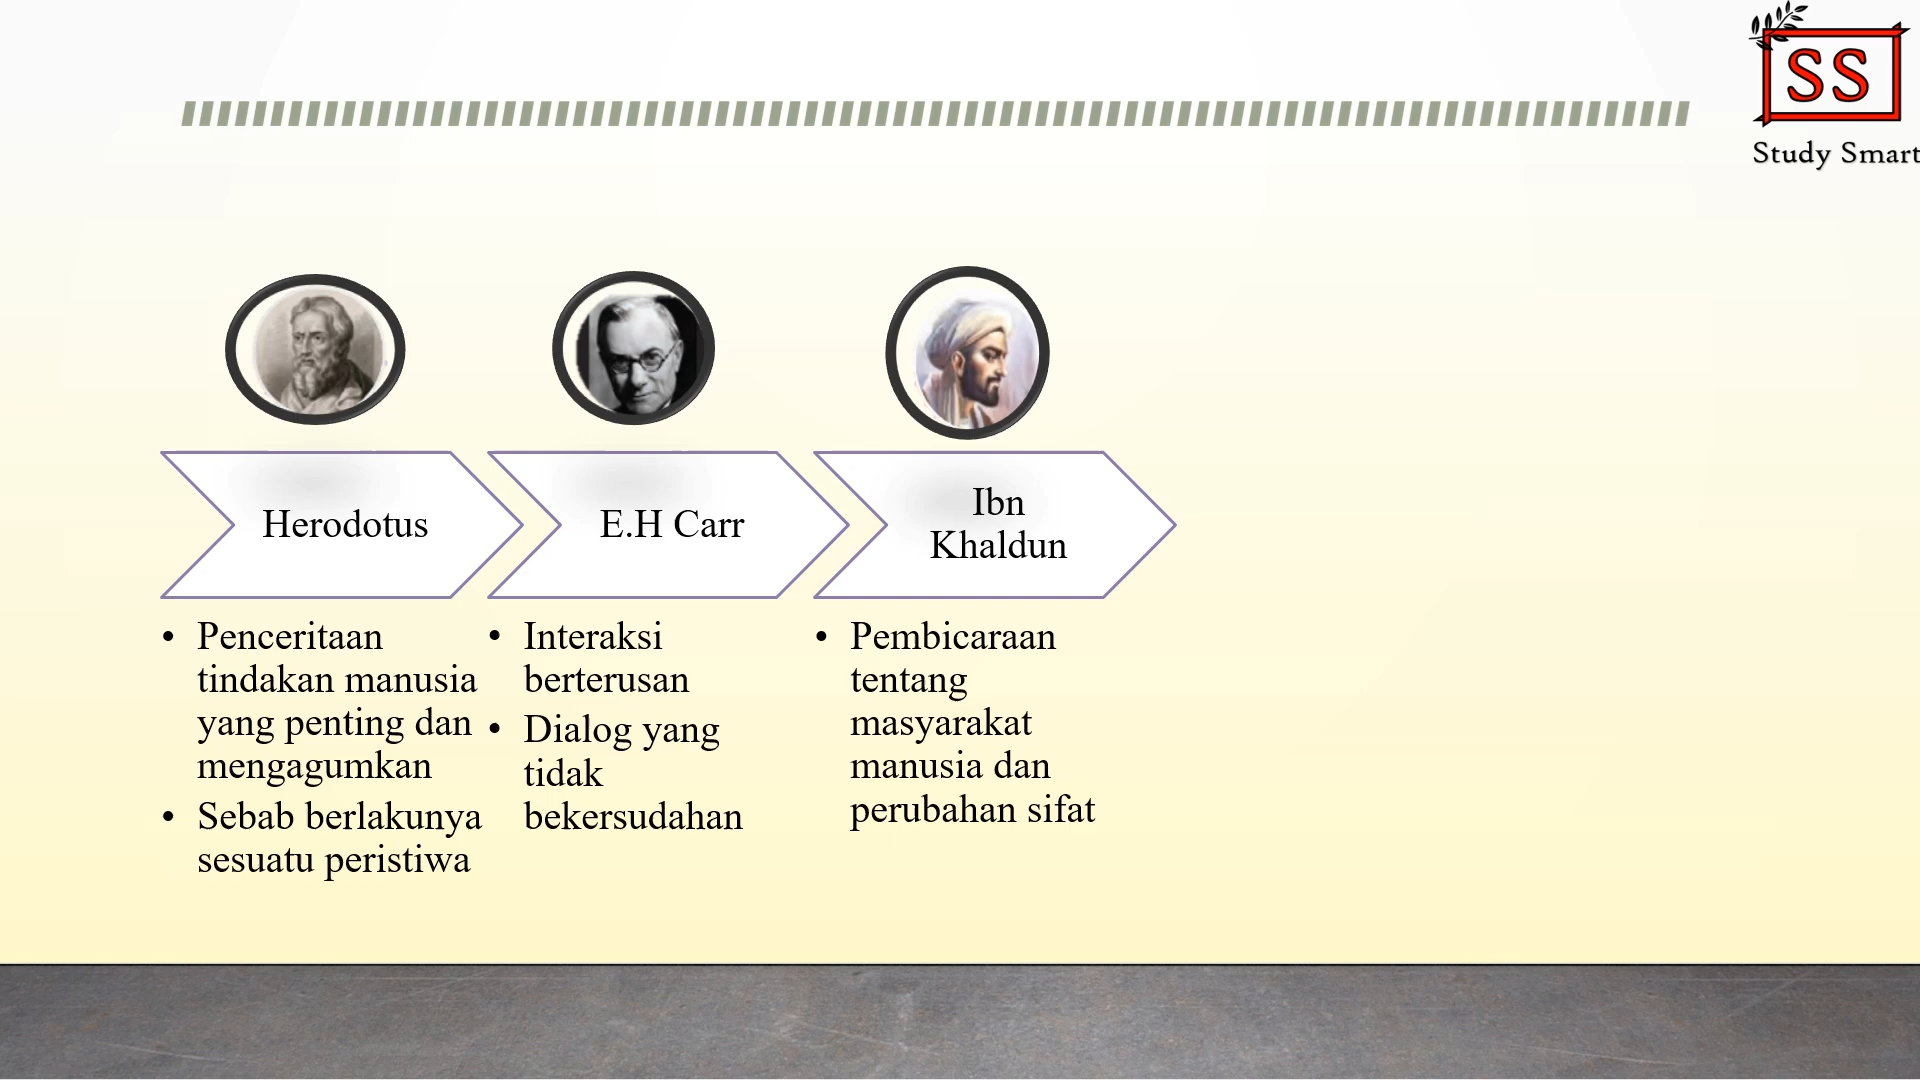 SS
Study Smart
Herodotus
E.H Carr
Ibn
Khaldun
• Penceritaan
tindakan manusia
yang penting dan
mengagumkan
• Sebab berlakunya
sesuatu peristiwa
• Interaksi
berterusan
• Dialog yang
tidak
bekersudahan
• Pembicaraan
tentang
masyarakat
manusia dan
perubahan sifat